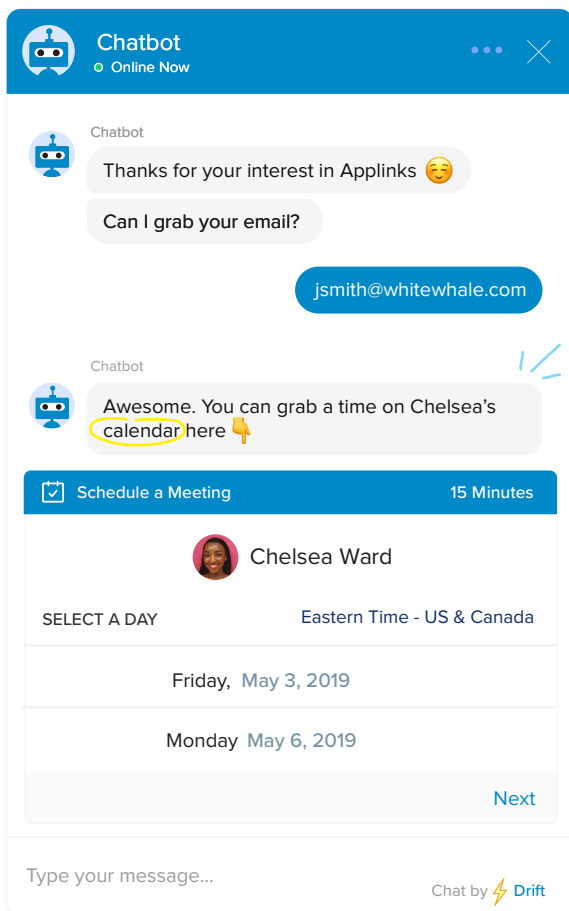 Chatbot
Online Now
Chatbot
Thanks for your interest in Applinks ☺️
Can I grab your email?
jsmith@whitewhale.com
Chatbot
Awesome. You can grab a time on Chelsea’s
calendar here 👇
Schedule a Meeting 15 Minutes
Chelsea Ward
SELECT A DAY Eastern Time - US & Canada
Friday, May 3, 2019
Monday May 6, 2019
Next
Type your message...
Chat by ⚡ Drift